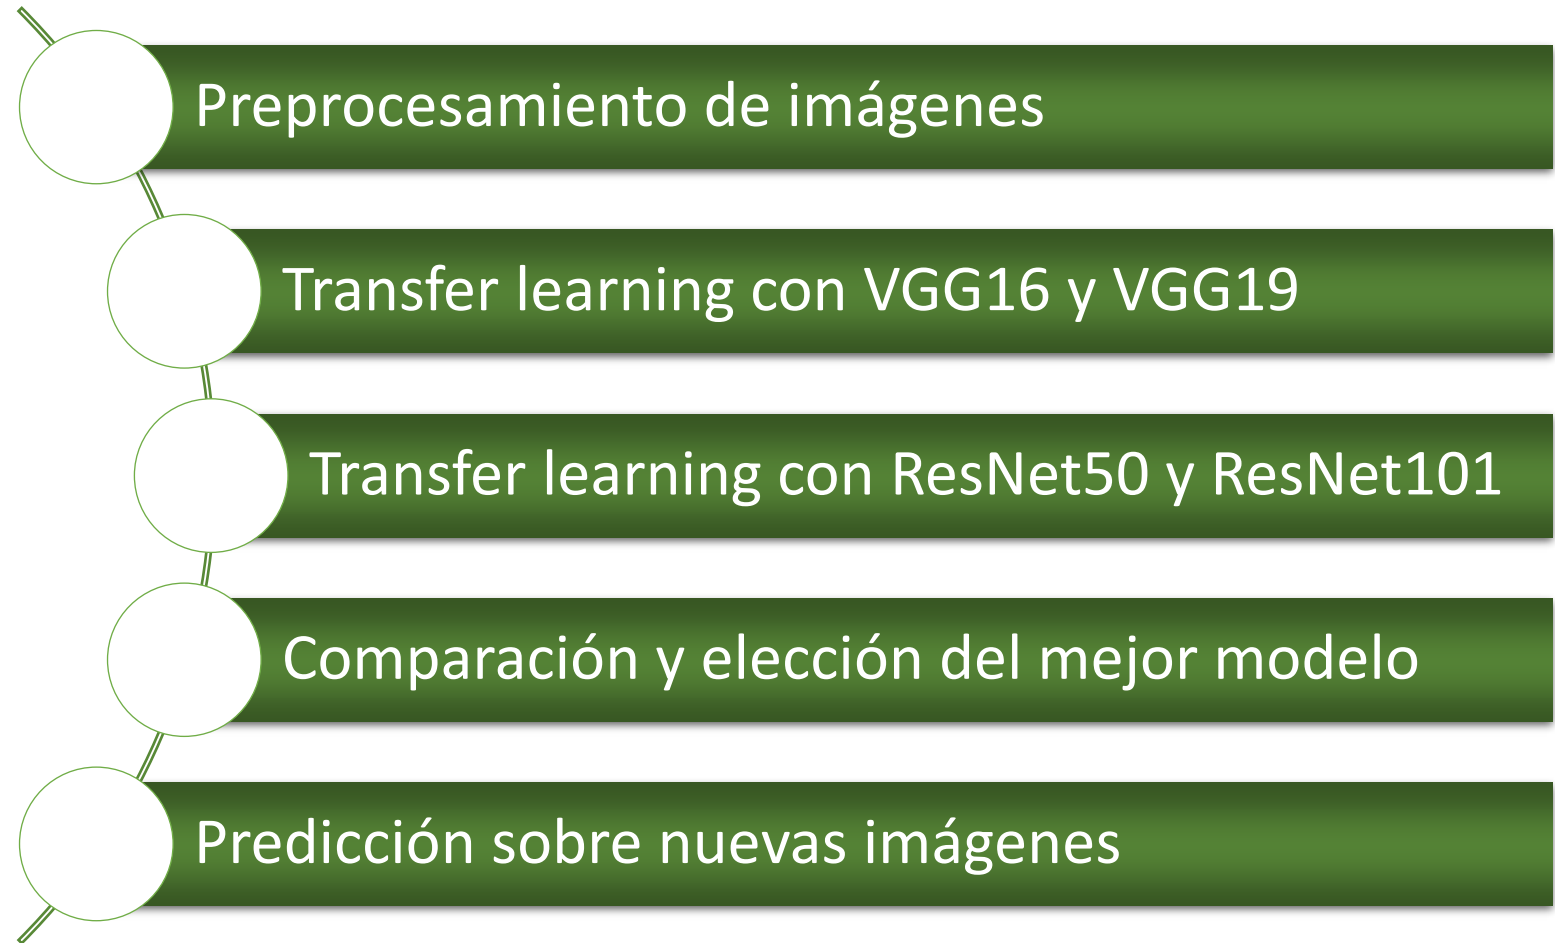 Preprocesamiento de imágenes
Transfer learning con VGG16 y VGG19
Transfer learning con ResNet50 y ResNet101
Comparación y elección del mejor modelo
Predicción sobre nuevas imágenes